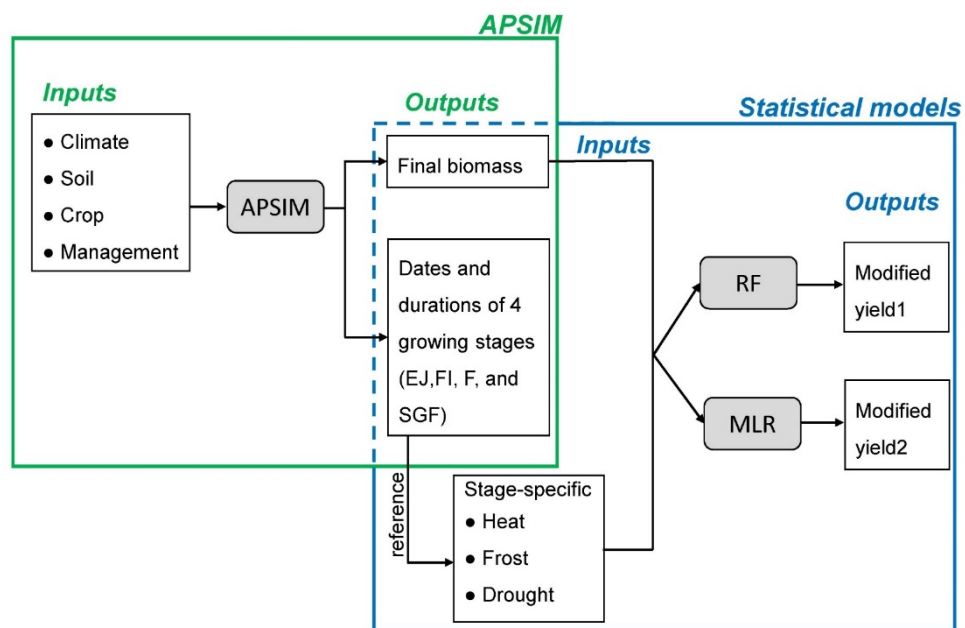 APSIM
Inputs
● Climate
● Soil
● Crop
● Management
APSIM
Outputs
Final biomass
Dates and
durations of 4
growing stages
(EJ,FI, F, and
SGF)
reference
Statistical models
Inputs
Stage-specific
● Heat
● Frost
● Drought
RF
MLR
Outputs
Modified
yield1
Modified
yield2